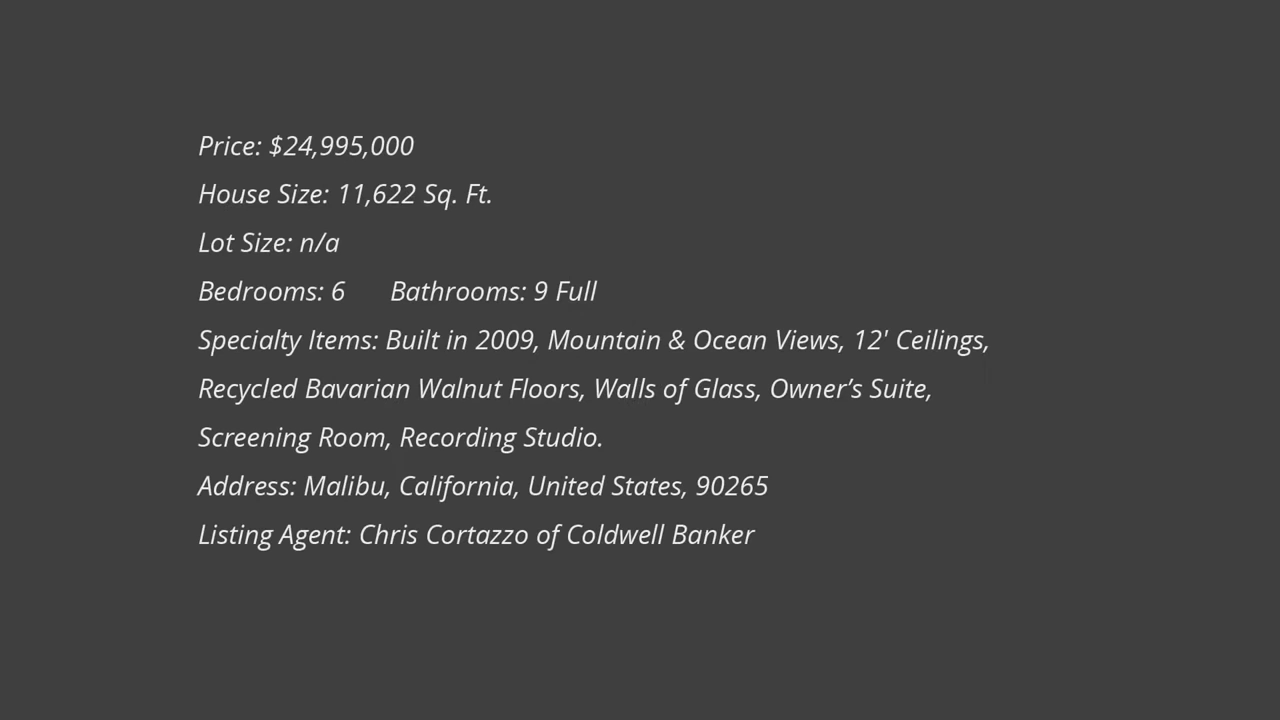 Price: $24,995,000
House Size: 11,622 Sq. Ft.
Lot Size: n/a
Bedrooms: 6 Bathrooms: 9 Full
Specialty Items: Built in 2009, Mountain & Ocean Views, 12' Ceilings,
Recycled Bavarian Walnut Floors, Walls of Glass, Owner’s Suite,
Screening Room, Recording Studio.
Address: Malibu, California, United States, 90265
Listing Agent: Chris Cortazzo of Coldwell Banker